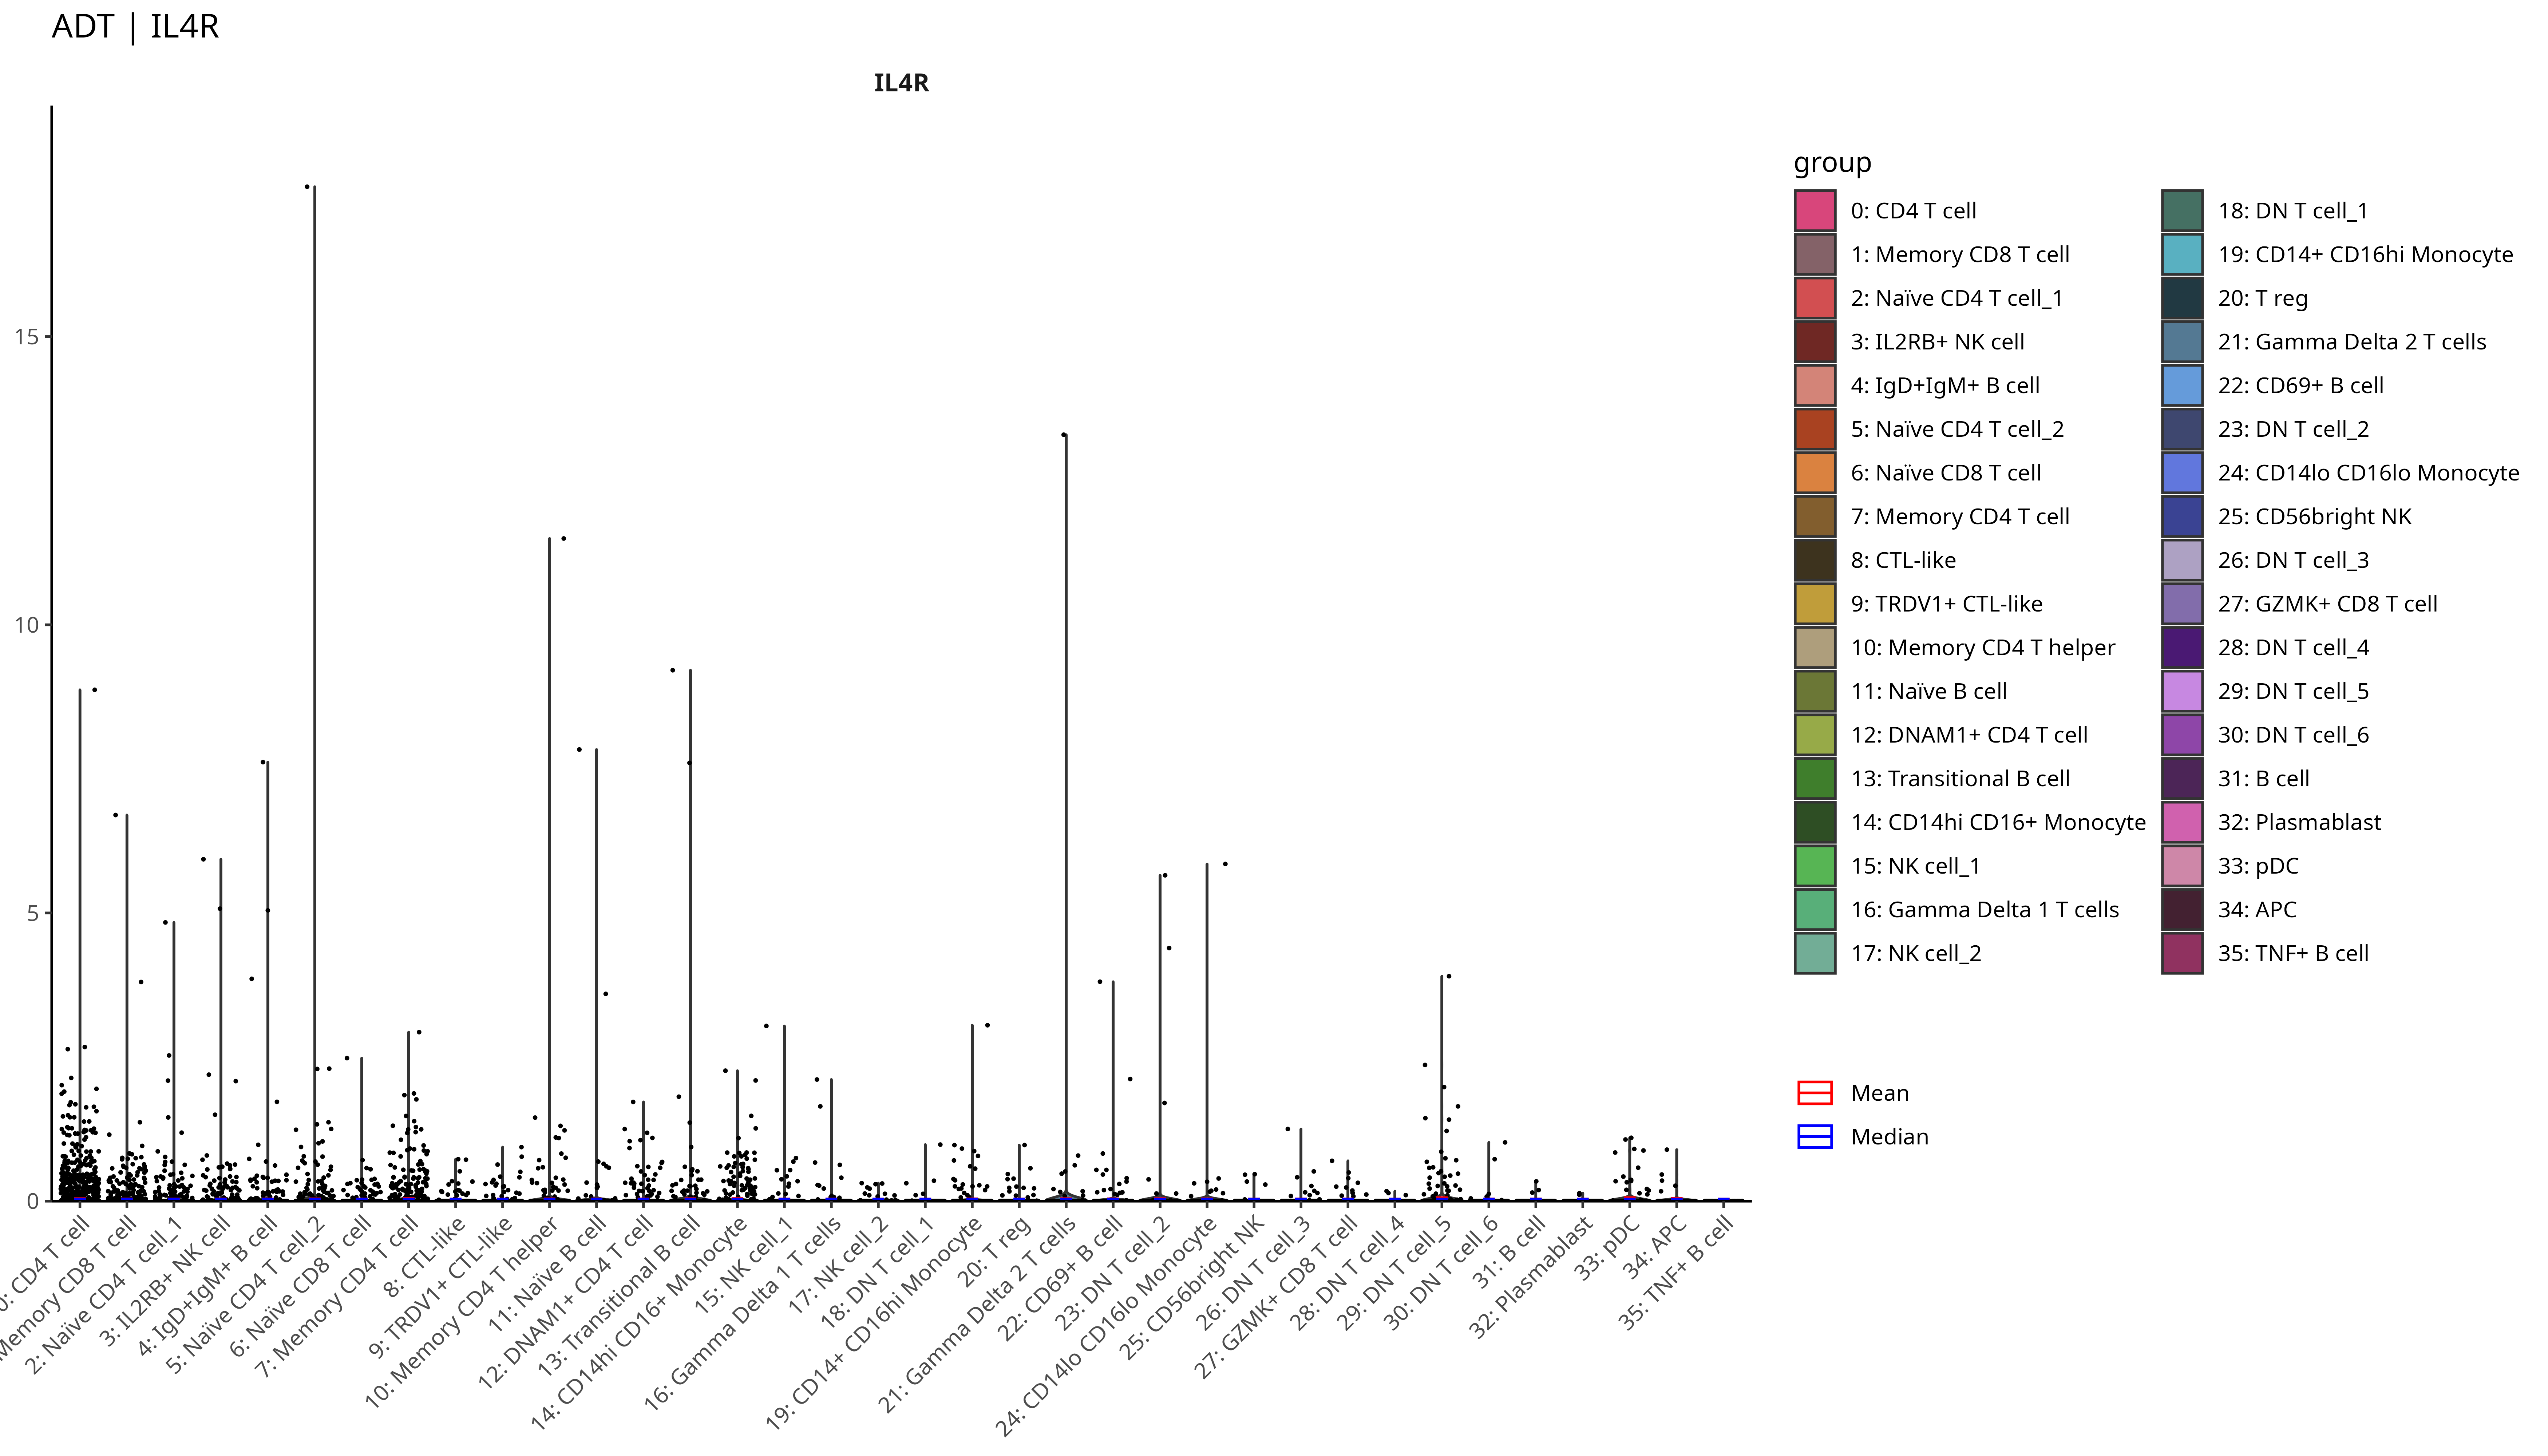 ADT | IL4R
IL4R
15
10
5
0
0: CD4 T cell
Memory CD8 T cell
2: Naïve CD4 T cell_1
3: IL2RB+ NK cell
4: IgD+IgM+ B cell
5: Naïve CD4 T cell_2
6: Naïve CD8 T cell
7: Memory CD4 T cell
8: CTL-like
9: TRDV1+ CTL-like
10: Memory CD4 T helper
11: Naïve B cell
12: DNAM1+ CD4 T cell
13: Transitional B cell
14: CD14hi CD16+ Monocyte
15: NK cell_1
16: Gamma Delta 1 T cells
17: NK cell_2
18: DN T cell_1
19: CD14+ CD16hi Monocyte
20: T reg
21: Gamma Delta 2 T cells
22: CD69+ B cell
23: DN T cell_2
24: CD14lo CD16lo Monocyte
25: CD56bright NK
26: DN T cell_3
27: GZMK+ CD8 T cell
28: DN T cell_4
29: DN T cell_5
30: DN T cell_6
31: B cell
32: Plasmablast
33: pDC
34: APC
35: TNF+ B cell
group
0: CD4 T cell
1: Memory CD8 T cell
2: Naïve CD4 T cell_1
3: IL2RB+ NK cell
4: IgD+IgM+ B cell
5: Naïve CD4 T cell_2
6: Naïve CD8 T cell
7: Memory CD4 T cell
8: CTL-like
9: TRDV1+ CTL-like
10: Memory CD4 T helper
11: Naïve B cell
12: DNAM1+ CD4 T cell
13: Transitional B cell
14: CD14hi CD16+ Monocyte
15: NK cell_1
16: Gamma Delta 1 T cells
17: NK cell_2
18: DN T cell_1
19: CD14+ CD16hi Monocyte
20: T reg
21: Gamma Delta 2 T cells
22: CD69+ B cell
23: DN T cell_2
24: CD14lo CD16lo Monocyte
25: CD56bright NK
26: DN T cell_3
27: GZMK+ CD8 T cell
28: DN T cell_4
29: DN T cell_5
30: DN T cell_6
31: B cell
32: Plasmablast
33: pDC
34: APC
35: TNF+ B cell
Mean
Median